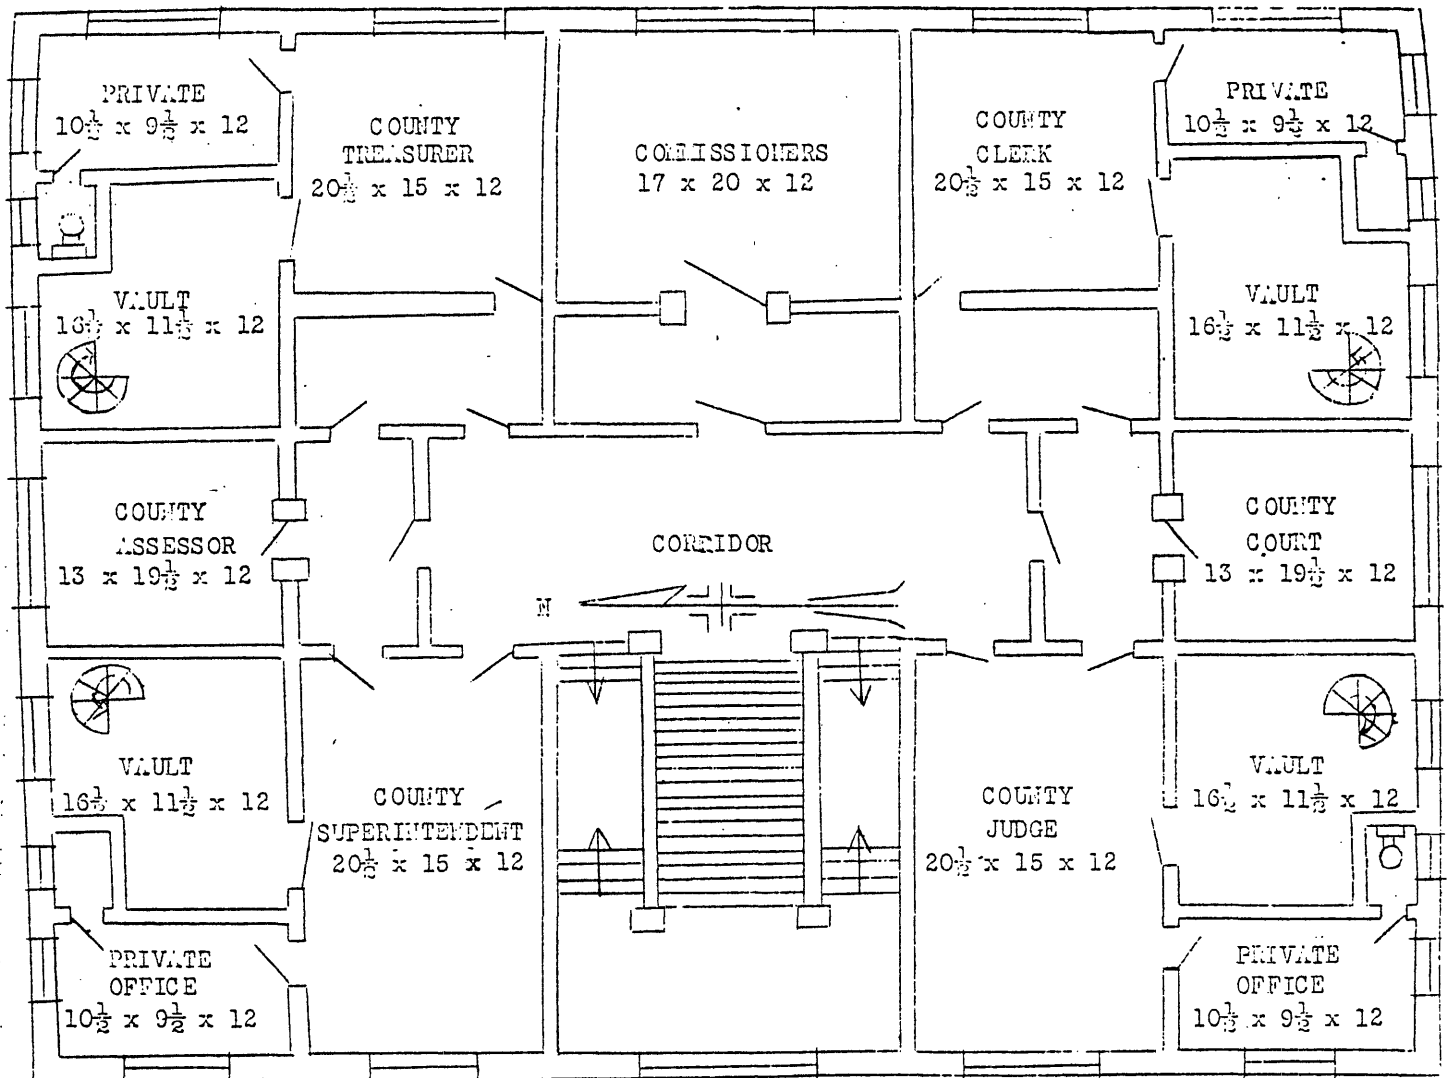 PRIVATE
10½ x 9½ x 12
COUNTY
TREASURER
20½ x 15 x 12
COMISSIONERS
17 x 20 x 12
COUNTY
CLERK
20½ x 15 x 12
PRIVATE
10½ x 9½ x 12
VAULT
16½ x 11½ x 12
VAULT
16½ x 11½ x 12
COUNTY
ASSESSOR
13 x 19½ x 12
CORRIDOR
N
COUNTY
COURT
13 x 19½ x 12
VAULT
16½ x 11½ x 12
COUNTY
SUPERINTENDENT
20½ x 15 x 12
COUNTY
JUDGE
20½ x 15 x 12
VAULT
16½ x 11½ x 12
PRIVATE
OFFICE
10½ x 9½ x 12
PRIVATE
OFFICE
10½ x 9½ x 12